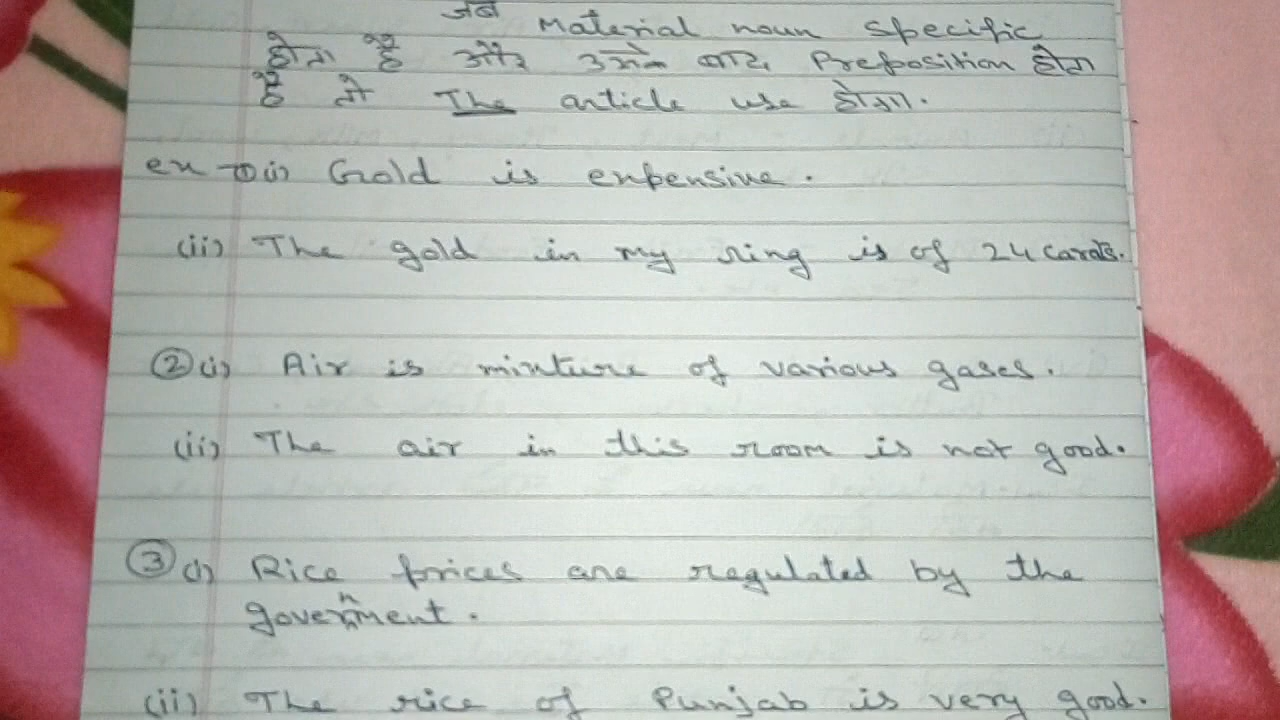 जब Material noun specific
होता है और उसके बाद Preposition होता
है तो The article use होगा.
ex → ① (i) Gold is expensive.
(ii) The gold in my ring is of 24 carats.
② (i) Air is mixture of various gases.
(ii) The air in this room is not good.
③ (i) Rice prices are regulated by the
government.
(ii) The rice of Punjab is very good.